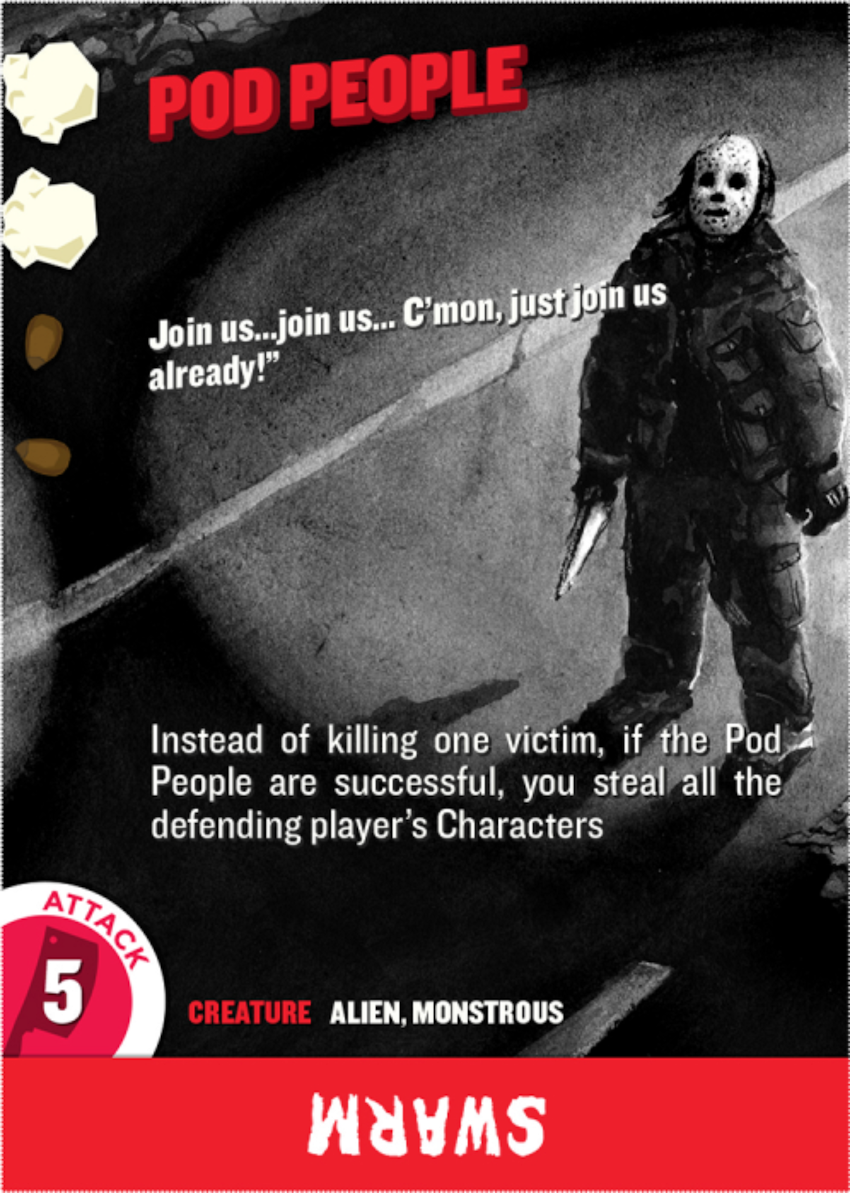 POD PEOPLE
Join us...join us... C'mon, just join us
already!”
Instead of killing one victim, if the Pod
People are successful, you steal all the
defending player's Characters
ATTACK
5
CREATURE ALIEN, MONSTROUS
SWARM